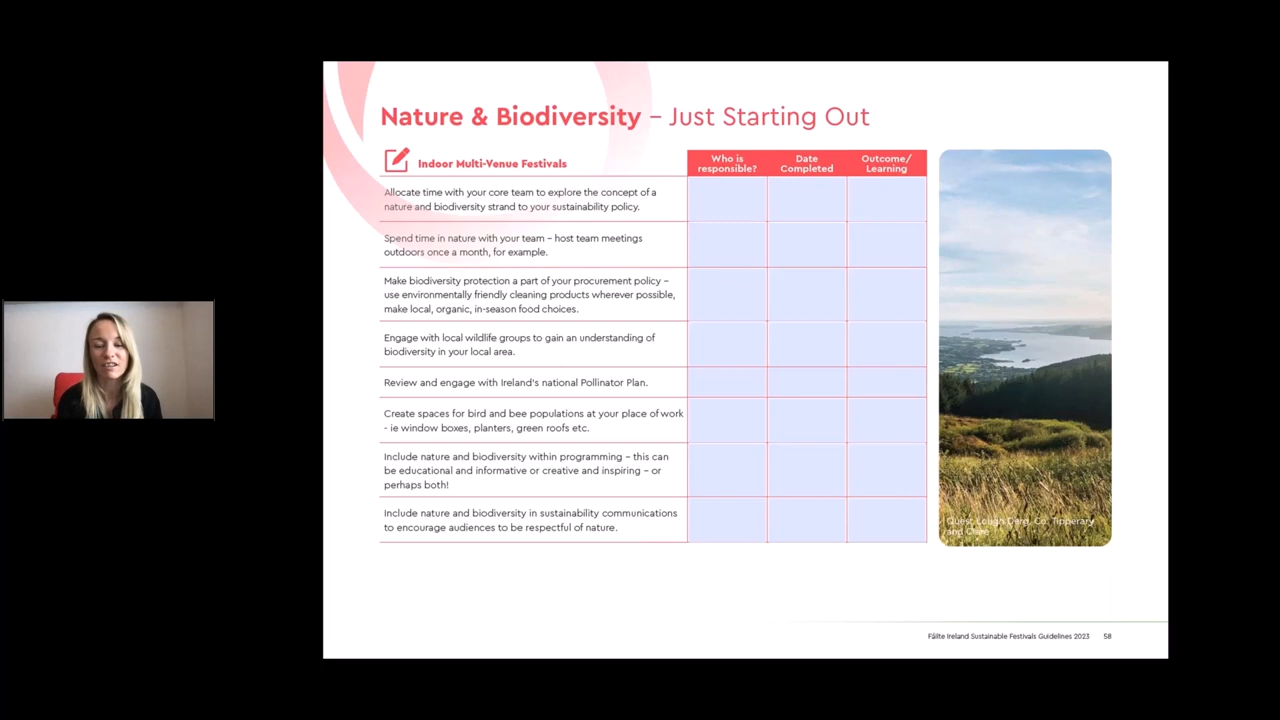 Nature & Biodiversity – Just Starting Out
Indoor Multi-Venue Festivals
Who is
responsible?
Date
Completed
Outcome/
Learning
Allocate time with your core team to explore the concept of a
nature and biodiversity strand to your sustainability policy.
Spend time in nature with your team – host team meetings
outdoors once a month, for example.
Make biodiversity protection a part of your procurement policy –
use environmentally friendly cleaning products wherever possible,
make local, organic, in-season food choices.
Engage with local wildlife groups to gain an understanding of
biodiversity in your local area.
Review and engage with Ireland's national Pollinator Plan.
Create spaces for bird and bee populations at your place of work
- ie window boxes, planters, green roofs etc.
Include nature and biodiversity within programming – this can
be educational and informative or creative and inspiring – or
perhaps both!
Include nature and biodiversity in sustainability communications
to encourage audiences to be respectful of nature.
Quest Lough Derg, Co. Tipperary
and Clare
Fáilte Ireland Sustainable Festivals Guidelines 2023 58